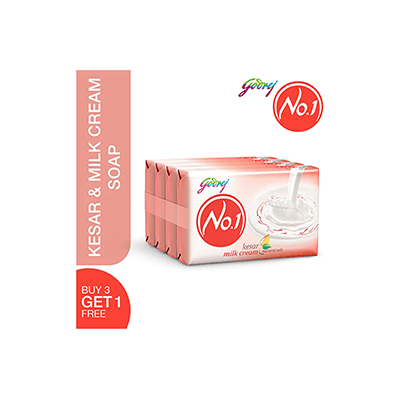 KESAR & MILK CREAM
SOAP
BUY 3
GET 1
FREE
Godrej
No.1
Godrej
No.1
kesar
milk cream